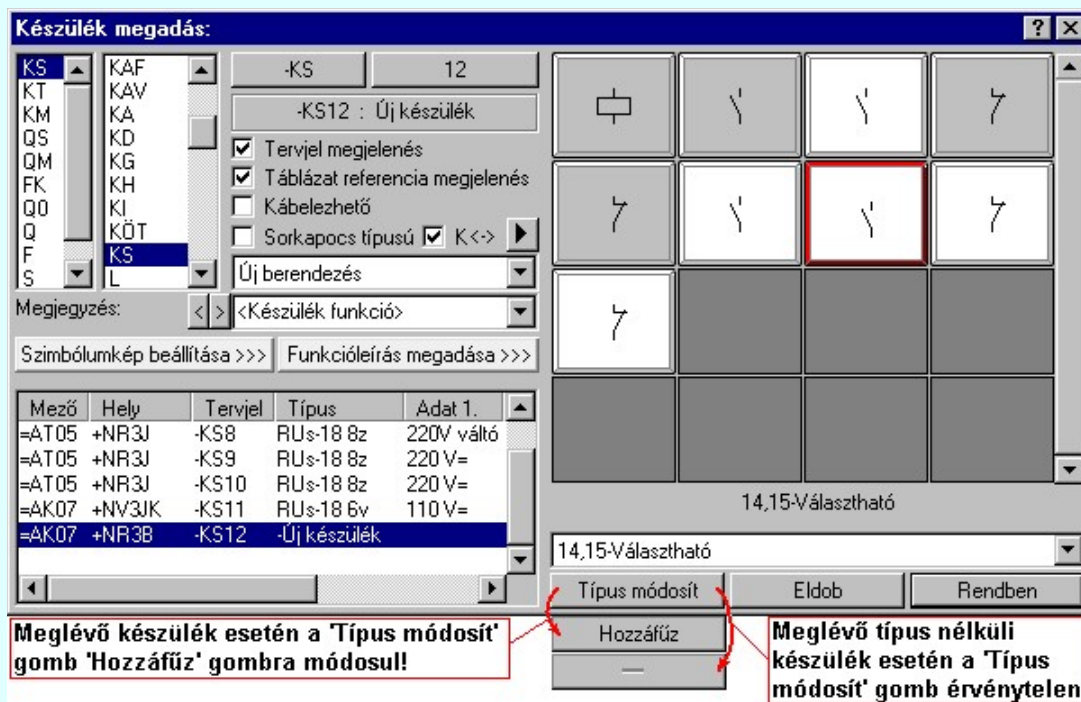 Készülék megadás:
KS
KT
KM
QS
QM
FK
Q0
Q
F
S
KAF
KAV
KA
KD
KG
KH
KI
KÖT
KS
L
-KS
12
-KS12 : Új készülék
Tervjel megjelenés
Táblázat referencia megjelenés
Kábelezhető
Sorkapocs típusú K<->
Új berendezés
Megjegyzés: < > <Készülék funkció>
Szimbólumkép beállítása >>> Funkcióleírás megadása >>>
Mező Hely Tervjel Típus Adat 1.
=AT05 +NR3J -KS8 RUs-18 8z 220V váltó
=AT05 +NR3J -KS9 RUs-18 8z 220 V=
=AT05 +NR3J -KS10 RUs-18 8z 220 V=
=AK07 +NV3JK -KS11 RUs-18 6v 110 V=
=AK07 +NR3B -KS12 -Új készülék
14,15-Választható
14,15-Választható
Típus módosít Eldob Rendben
Hozzáfűz
Meglévő készülék esetén a 'Típus módosít'
gomb 'Hozzáfűz' gombra módosul!
Meglévő típus nélküli
készülék esetén a 'Típus
módosít' gomb érvénytelen